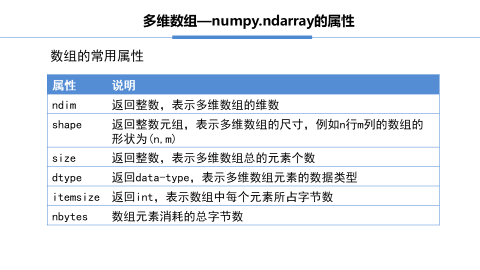 多维数组—numpy.ndarray的属性
数组的常用属性
属性 说明
ndim 返回整数，表示多维数组的维数
shape 返回整数元组，表示多维数组的尺寸，例如n行m列的数组的
形状为(n,m)
size 返回整数，表示多维数组总的元素个数
dtype 返回data-type，表示多维数组元素的数据类型
itemsize 返回int，表示数组中每个元素所占字节数
nbytes 数组元素消耗的总字节数